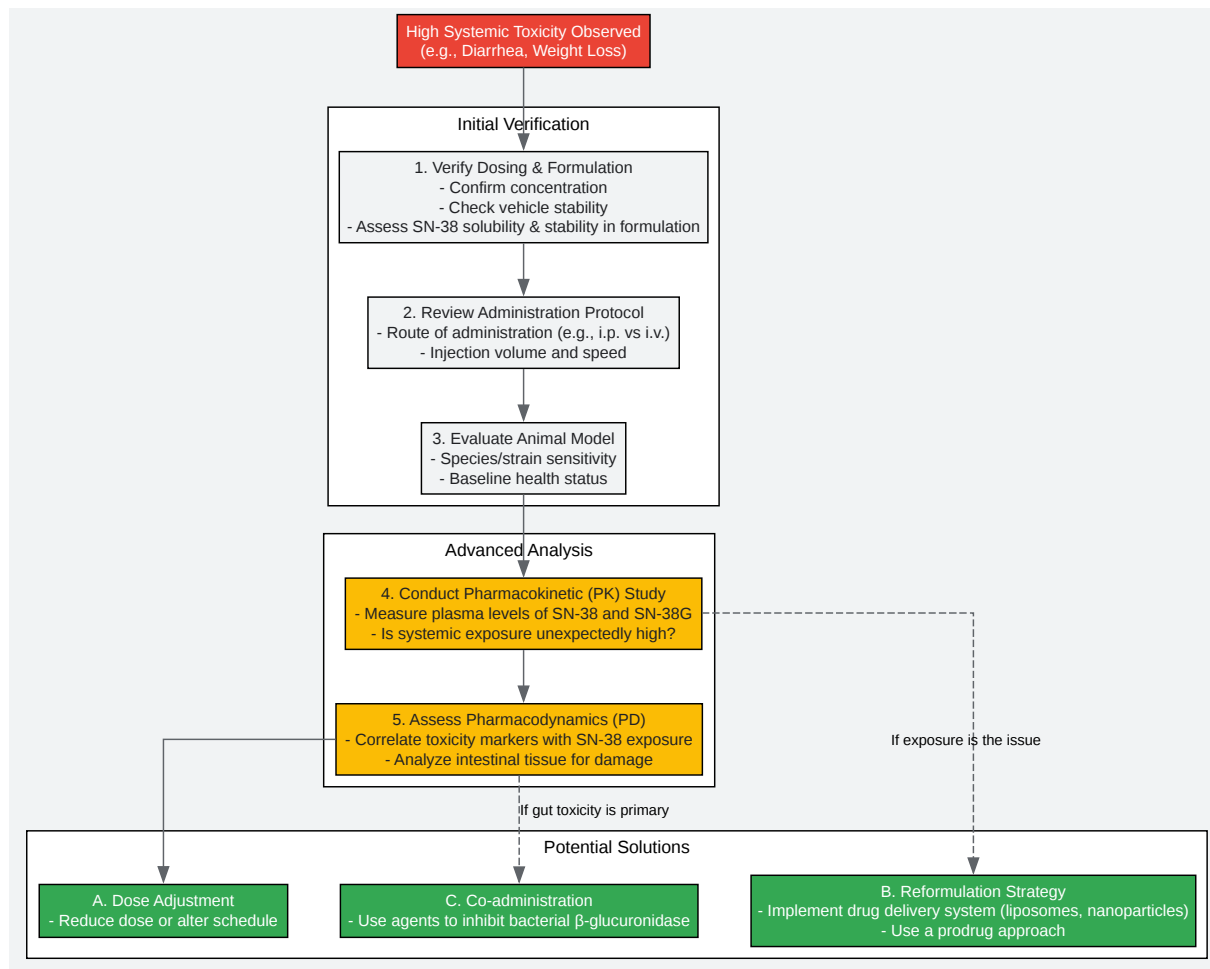 High Systemic Toxicity Observed
(e.g., Diarrhea, Weight Loss)
Initial Verification
1. Verify Dosing & Formulation
- Confirm concentration
- Check vehicle stability
- Assess SN-38 solubility & stability in formulation
2. Review Administration Protocol
- Route of administration (e.g., i.p. vs i.v.)
- Injection volume and speed
3. Evaluate Animal Model
- Species/strain sensitivity
- Baseline health status
Advanced Analysis
4. Conduct Pharmacokinetic (PK) Study
- Measure plasma levels of SN-38 and SN-38G
- Is systemic exposure unexpectedly high?
5. Assess Pharmacodynamics (PD)
- Correlate toxicity markers with SN-38 exposure
- Analyze intestinal tissue for damage
If exposure is the issue
If gut toxicity is primary
Potential Solutions
A. Dose Adjustment
- Reduce dose or alter schedule
C. Co-administration
- Use agents to inhibit bacterial β-glucuronidase
B. Reformulation Strategy
- Implement drug delivery system (liposomes, nanoparticles)
- Use a prodrug approach